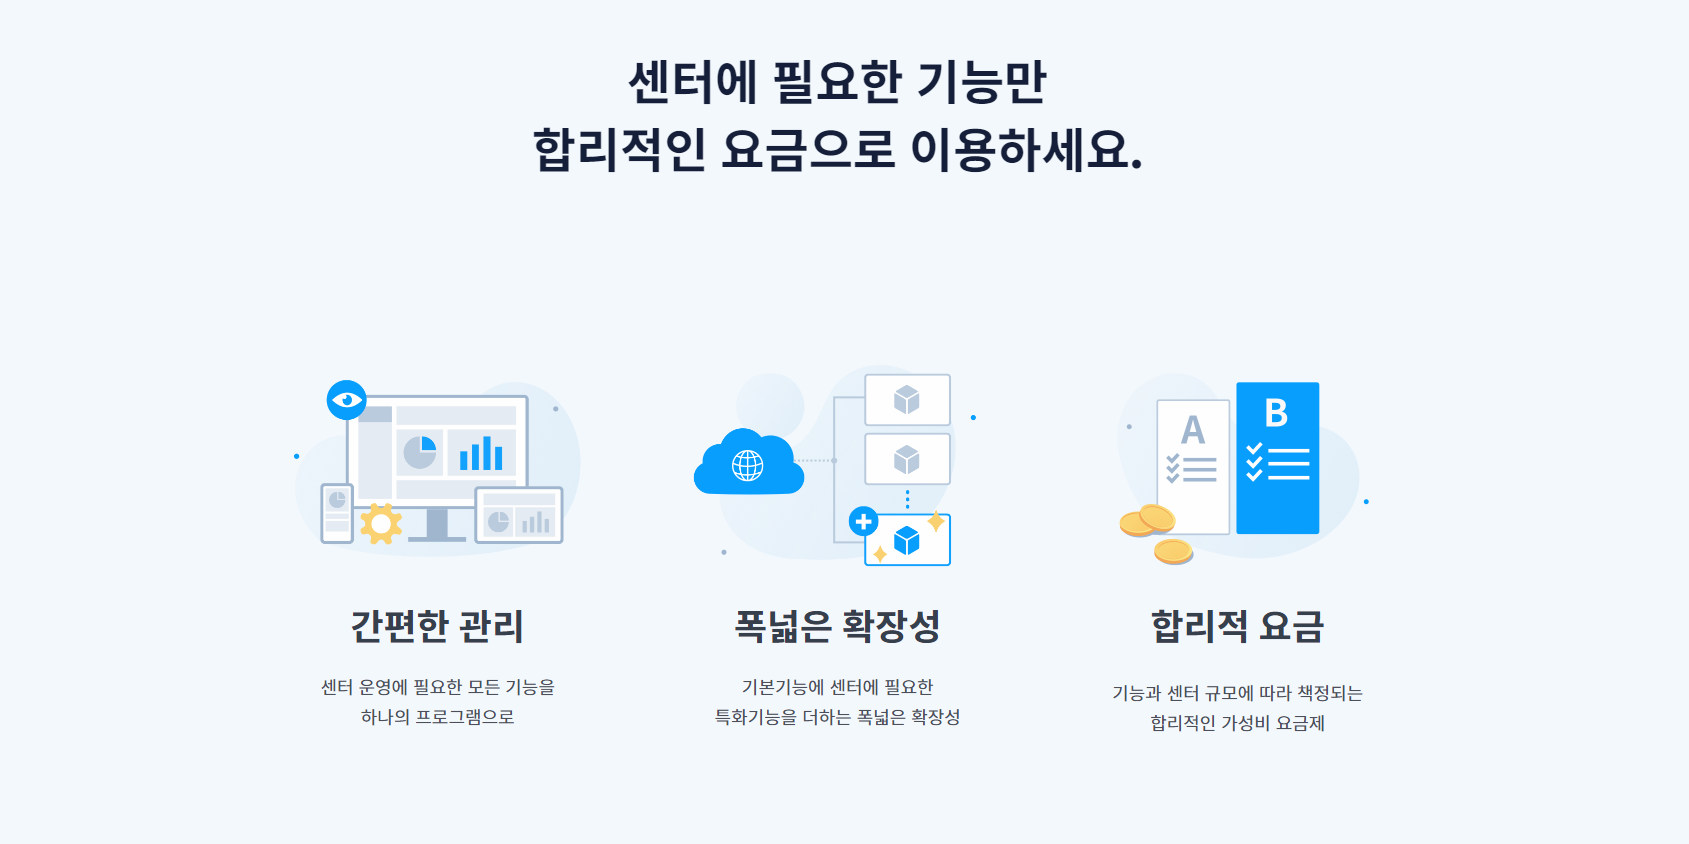 센터에 필요한 기능만
합리적인 요금으로 이용하세요.
A
B
간편한 관리
센터 운영에 필요한 모든 기능을
하나의 프로그램으로
폭넓은 확장성
기본기능에 센터에 필요한
특화기능을 더하는 폭넓은 확장성
합리적 요금
기능과 센터 규모에 따라 책정되는
합리적인 가성비 요금제